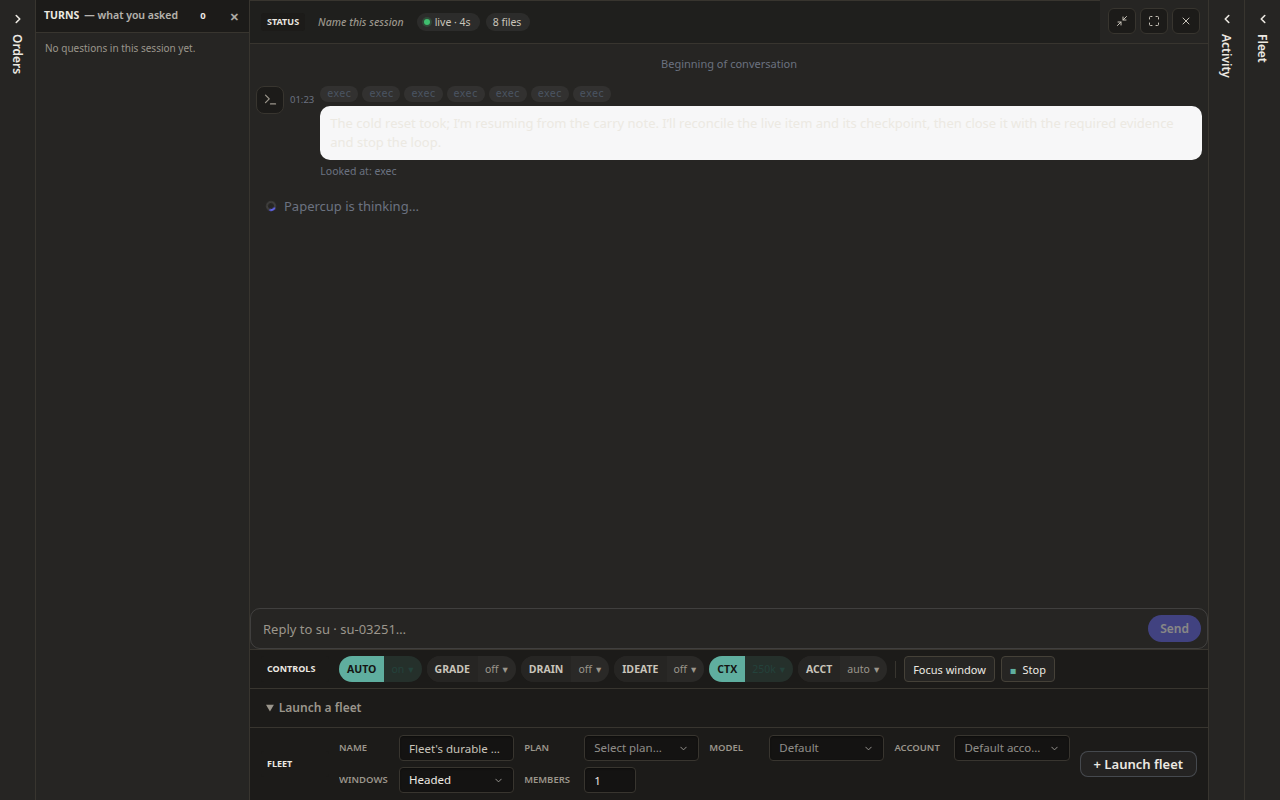 Orders
TURNS — what you asked 0
No questions in this session yet.
STATUS Name this session live · 4s 8 files
Beginning of conversation
01:23 exec exec exec exec exec exec exec
The cold reset took; I'm resuming from the carry note. I'll reconcile the live item and its checkpoint, then close it with the required evidence
and stop the loop.
Looked at: exec
Papercup is thinking...
Reply to su · su-03251... Send
CONTROLS AUTO on GRADE off DRAIN off IDEATE off CTX 250k ACCT auto Focus window Stop
Launch a fleet
FLEET
NAME Fleet's durable ... PLAN Select plan... MODEL Default ACCOUNT Default acco...
WINDOWS Headed MEMBERS 1
+ Launch fleet
Activity
Fleet